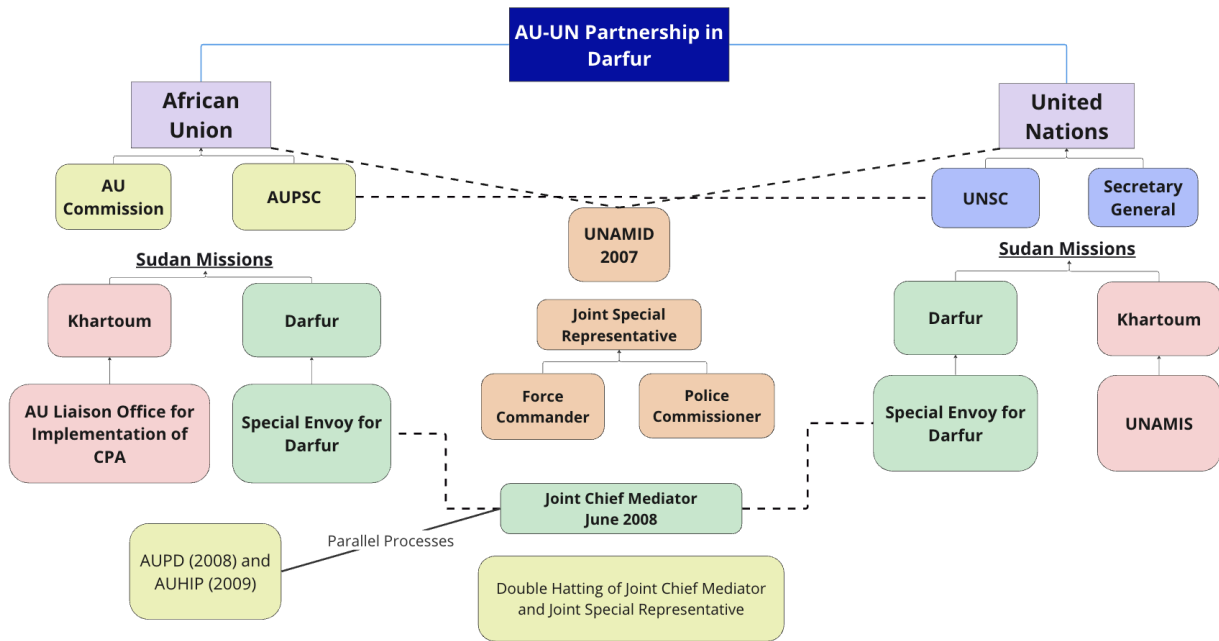 AU-UN Partnership in
Darfur
African
Union
United
Nations
AU
Commission
AUPSC
UNSC
Secretary
General
UNAMID
2007
Sudan Missions
Sudan Missions
Khartoum
Darfur
Joint Special
Representative
Darfur
Khartoum
AU Liaison Office for
Implementation of
CPA
Special Envoy for
Darfur
Force
Commander
Police
Commissioner
Special Envoy for
Darfur
UNAMIS
Joint Chief Mediator
June 2008
Parallel Processes
AUPD (2008) and
AUHIP (2009)
Double Hatting of Joint Chief Mediator
and Joint Special Representative